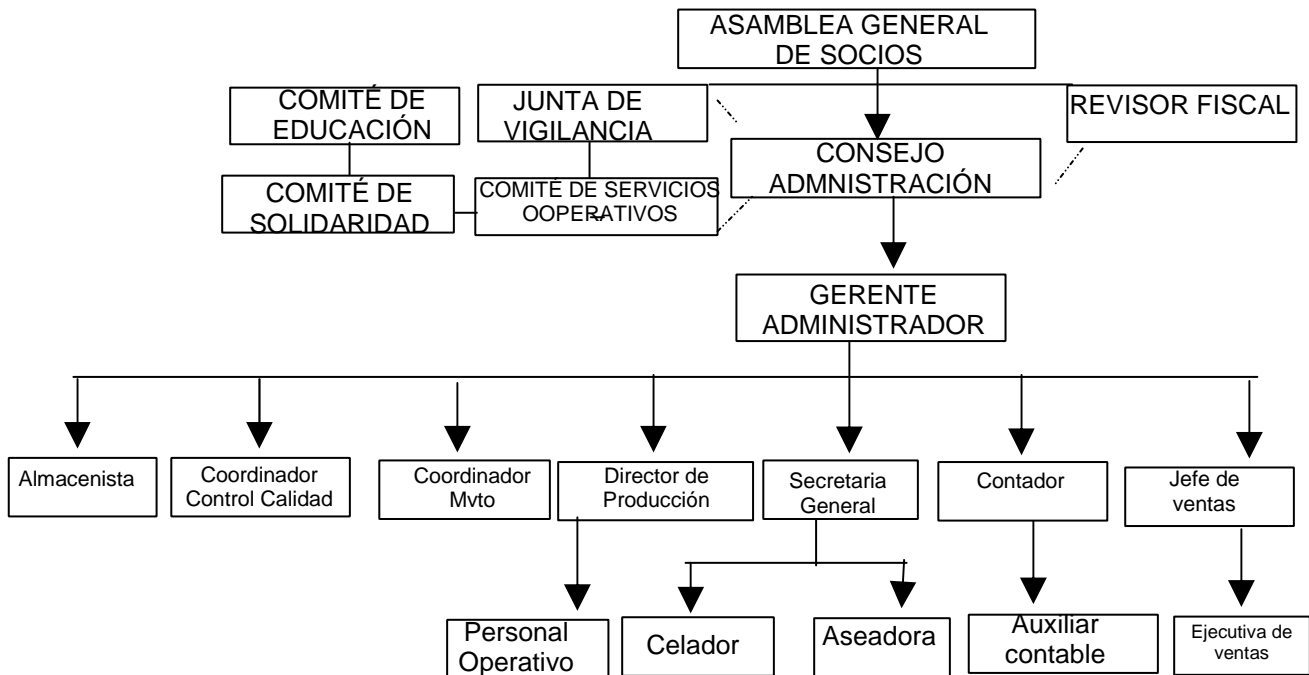 ASAMBLEA GENERAL
DE SOCIOS
COMITÉ DE
EDUCACIÓN
JUNTA DE
VIGILANCIA
REVISOR FISCAL
CONSEJO
ADMNISTRACIÓN
COMITÉ DE
SOLIDARIDAD
COMITÉ DE SERVICIOS
OOPERATIVOS
GERENTE
ADMINISTRADOR
Almacenista
Coordinador
Control Calidad
Coordinador
Mvto
Director de
Producción
Secretaria
General
Contador
Jefe de
ventas
Personal
Operativo
Celador
Aseadora
Auxiliar
contable
Ejecutiva de
ventas